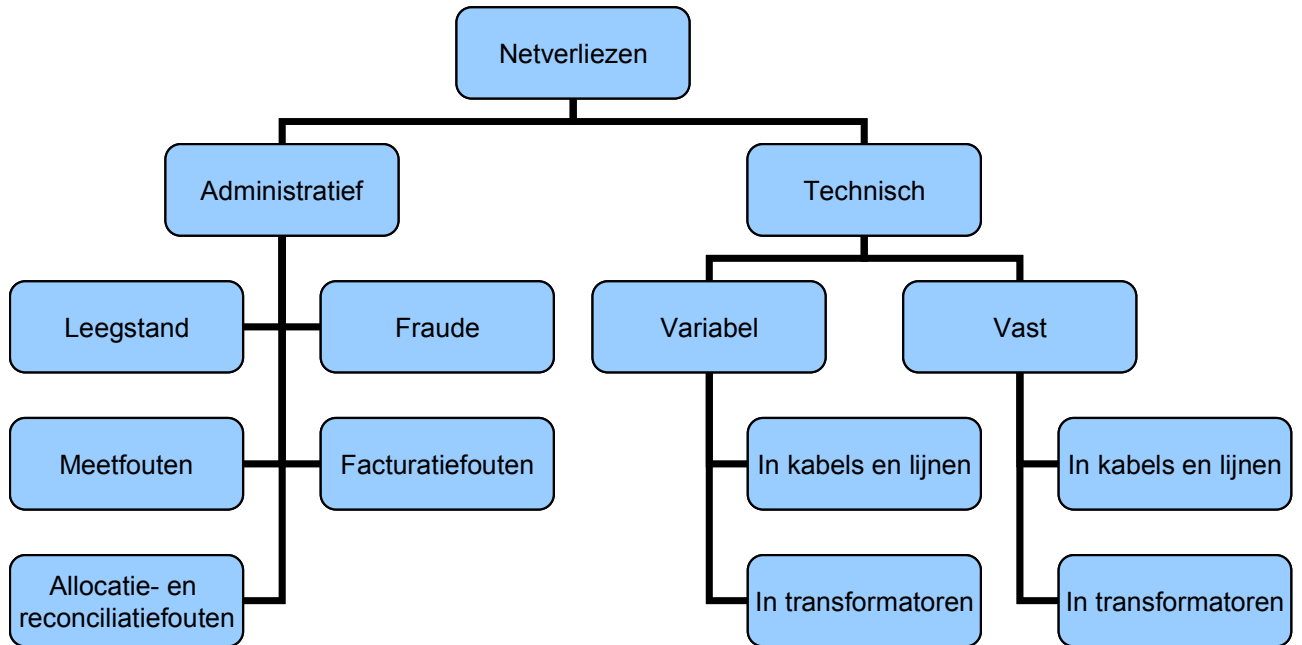 Netverliezen
Administratief
Technisch
Leegstand
Fraude
Variabel
Vast
Meetfouten
Facturatiefouten
In kabels en lijnen
In kabels en lijnen
Allocatie- en
reconciliatiefouten
In transformatoren
In transformatoren